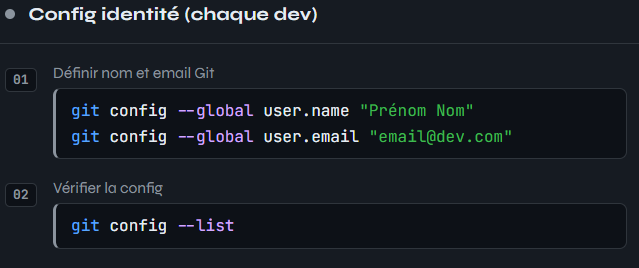 Config identité (chaque dev)
01
Définir nom et email Git
git config --global user.name "Prénom Nom"
git config --global user.email "email@dev.com"
02
Vérifier la config
git config --list